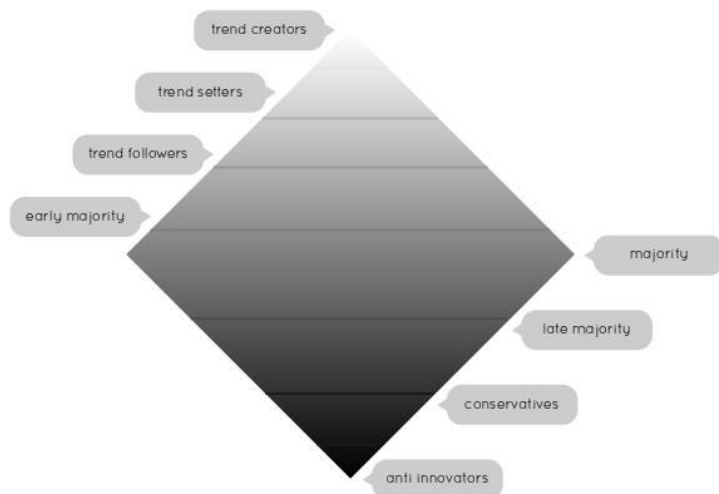 trend creators
trend setters
trend followers
early majority
majority
late majority
conservatives
anti innovators